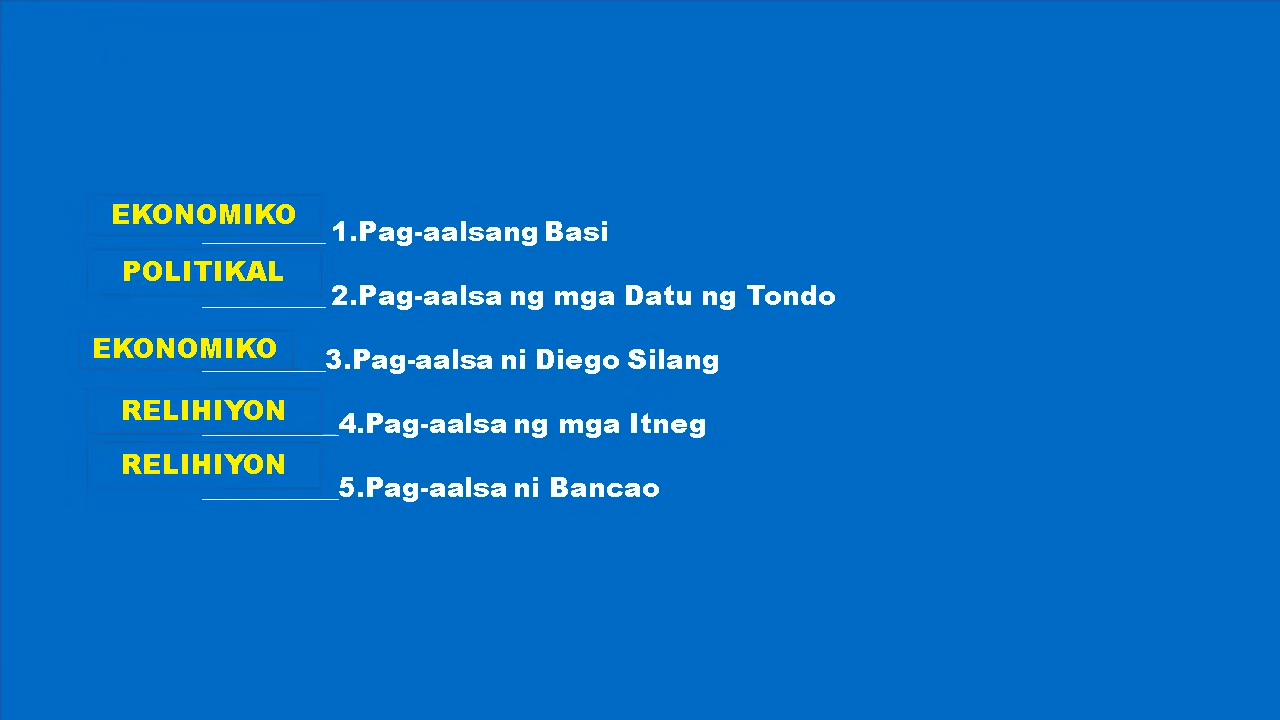 EKONOMIKO
__________ 1.Pag-aalsang Basi
POLITIKAL
__________ 2.Pag-aalsa ng mga Datu ng Tondo
EKONOMIKO
__________3.Pag-aalsa ni Diego Silang
RELIHIYON
___________4.Pag-aalsa ng mga Itneg
RELIHIYON
___________5.Pag-aalsa ni Bancao